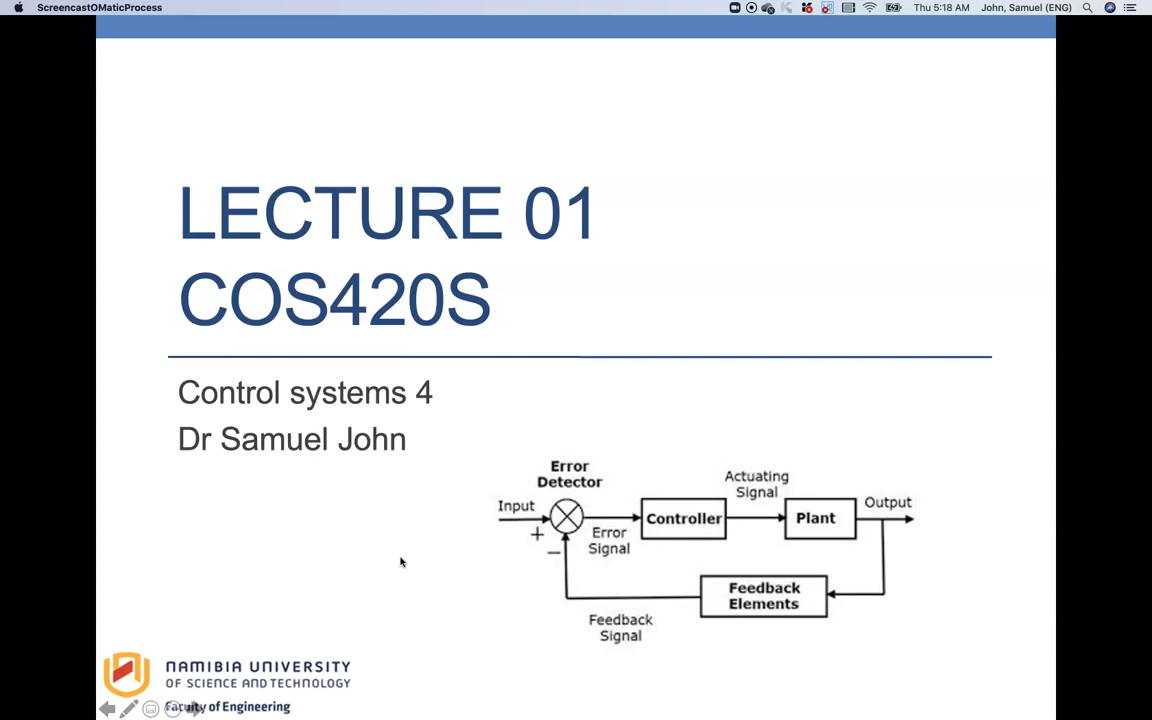 ScreencastOMaticProcess
Thu 5:18 AM
John, Samuel (ENG)
LECTURE 01
COS420S
Control systems 4
Dr Samuel John
Error
Detector
Input
+
−
Error
Signal
Controller
Actuating
Signal
Plant
Output
Feedback
Elements
Feedback
Signal
NAMIBIA UNIVERSITY
OF SCIENCE AND TECHNOLOGY
Faculty of Engineering